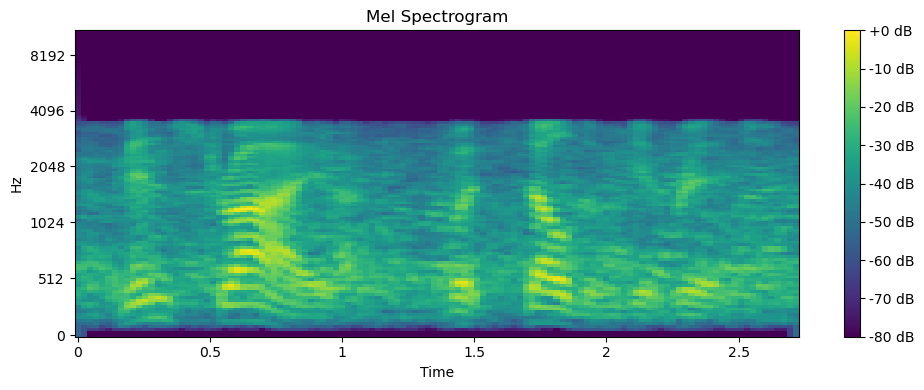 Mel Spectrogram
Hz
8192
4096
2048
1024
512
0
0
0.5
1
1.5
2
2.5
Time
+0 dB
-10 dB
-20 dB
-30 dB
-40 dB
-50 dB
-60 dB
-70 dB
-80 dB